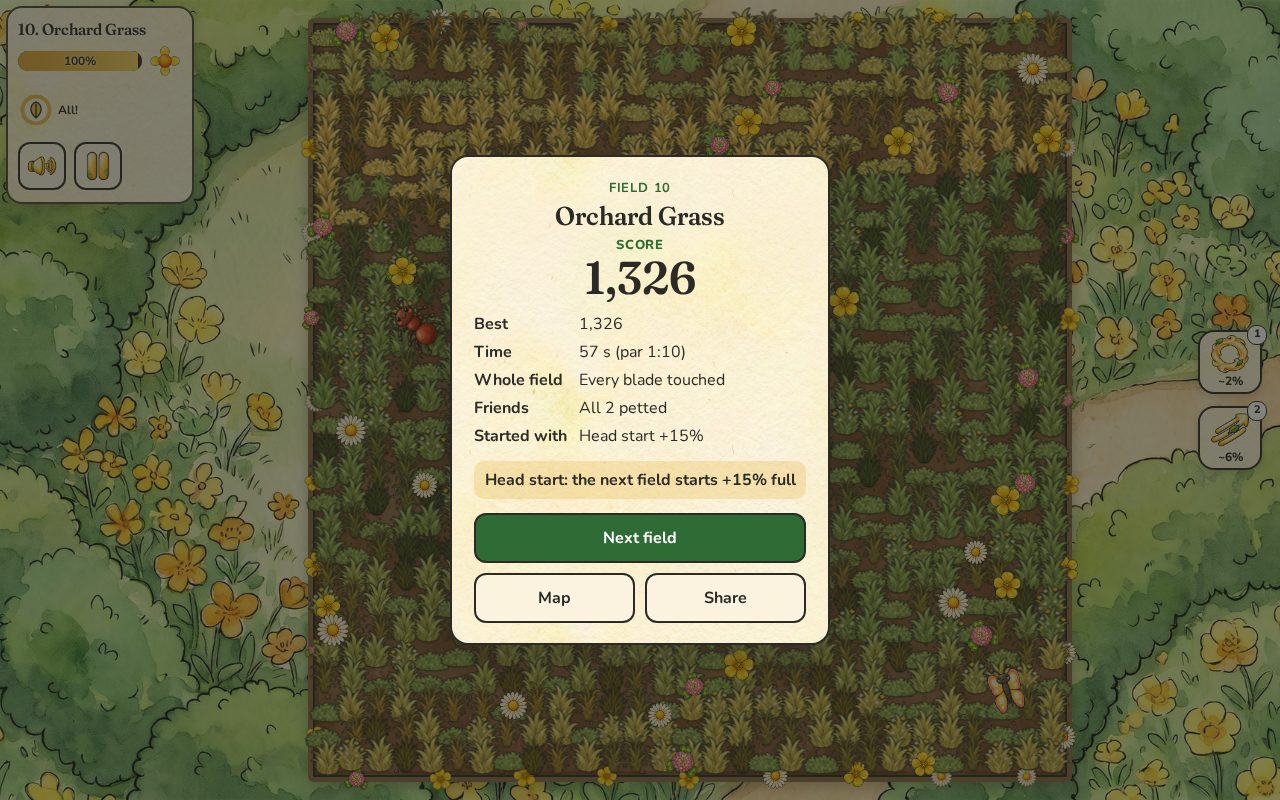 10. Orchard Grass
100%
All!
FIELD 10
Orchard Grass
SCORE
1,326
Best 1,326
Time 57 s (par 1:10)
Whole field Every blade touched
Friends All 2 petted
Started with Head start +15%
Head start: the next field starts +15% full
Next field
Map Share
1
~2%
2
~6%